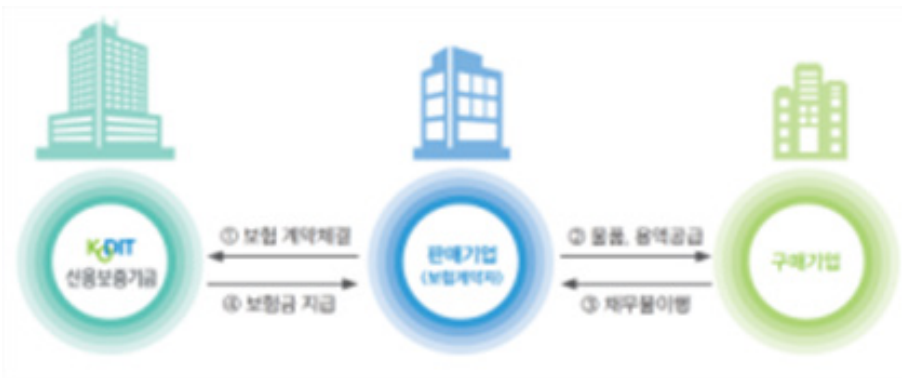 ① 보험 계약체결
② 물품, 용역공급
KODIT
신용보증기금
판매기업
(보험계약자)
구매기업
④ 보험금 지급
③ 채무불이행